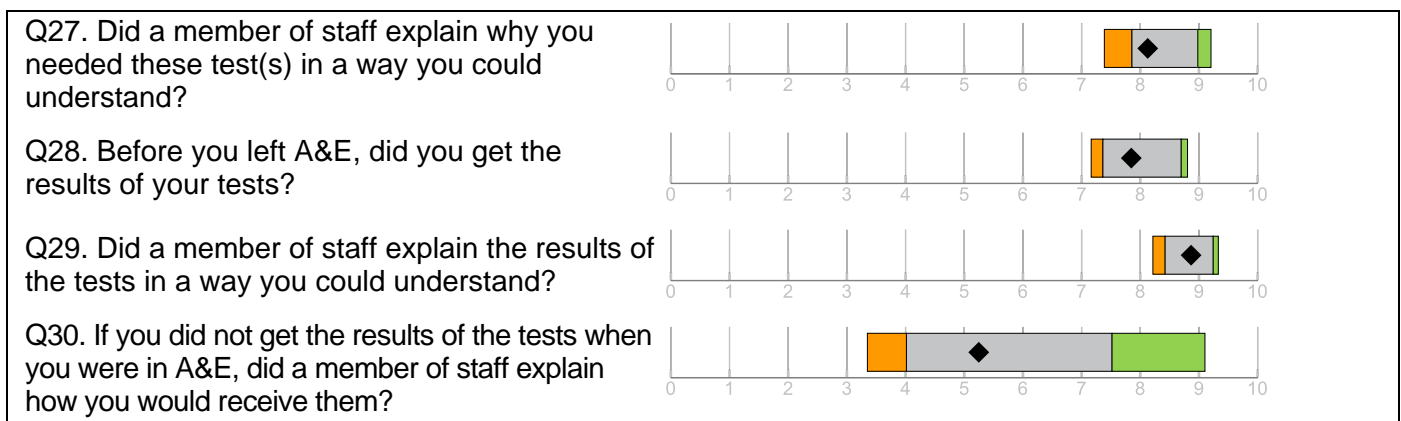 Q27. Did a member of staff explain why you
needed these test(s) in a way you could
understand?
0 1 2 3 4 5 6 7 8 9 10
Q28. Before you left A&E, did you get the
results of your tests?
0 1 2 3 4 5 6 7 8 9 10
Q29. Did a member of staff explain the results of
the tests in a way you could understand?
0 1 2 3 4 5 6 7 8 9 10
Q30. If you did not get the results of the tests when
you were in A&E, did a member of staff explain
how you would receive them?
0 1 2 3 4 5 6 7 8 9 10